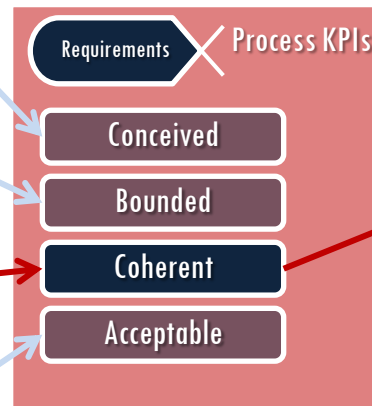 Requirements
Process KPIs
Conceived
Bounded
Coherent
Acceptable